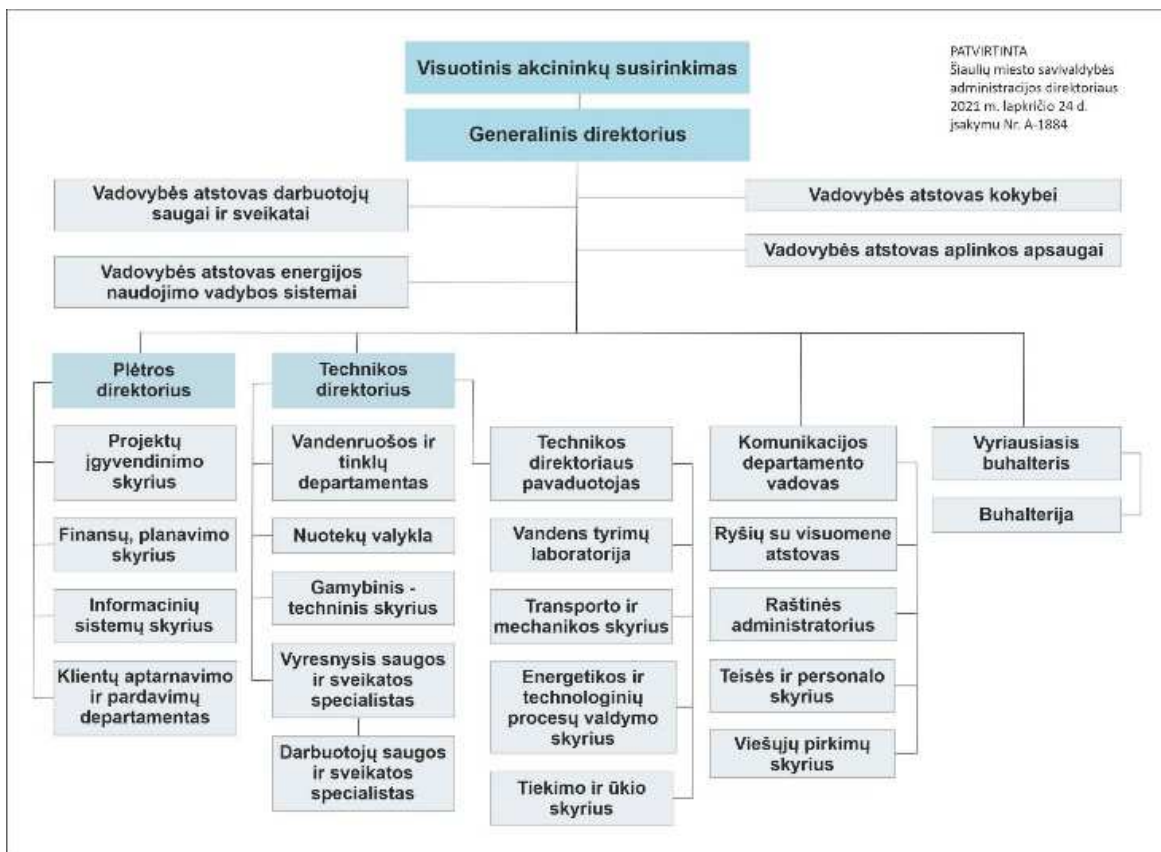 PATVIRTINTA
Šiaulių miesto savivaldybės
administracijos direktoriaus
2021 m. lapkričio 24 d.
įsakymu Nr. A-1884
Visuotinis akcininkų susirinkimas
Generalinis direktorius
Vadovybės atstovas darbuotojų
saugai ir sveikatai
Vadovybės atstovas kokybei
Vadovybės atstovas aplinkos apsaugai
Vadovybės atstovas energijos
naudojimo vadybos sistemai
Plėtros
direktorius
Projektų
įgyvendinimo
skyrius
Finansų, planavimo
skyrius
Informacinių
sistemų skyrius
Klientų aptarnavimo
ir pardavimų
departamentas
Technikos
direktorius
Vandenruošos ir
tinklų
departamentas
Nuotekų valykla
Gamybinis -
techninis skyrius
Vyresnysis saugos
ir sveikatos
specialistas
Darbuotojų saugos
ir sveikatos
specialistas
Technikos
direktoriaus
pavaduotojas
Vandens tyrimų
laboratorija
Transporto ir
mechanikos skyrius
Energetikos ir
technologinių
procesų valdymo
skyrius
Tiekimo ir ūkio
skyrius
Komunikacijos
departamento
vadovas
Ryšių su visuomene
atstovas
Raštinės
administratorius
Teisės ir personalo
skyrius
Viešųjų pirkimų
skyrius
Vyriausiasis
buhalteris
Buhalterija